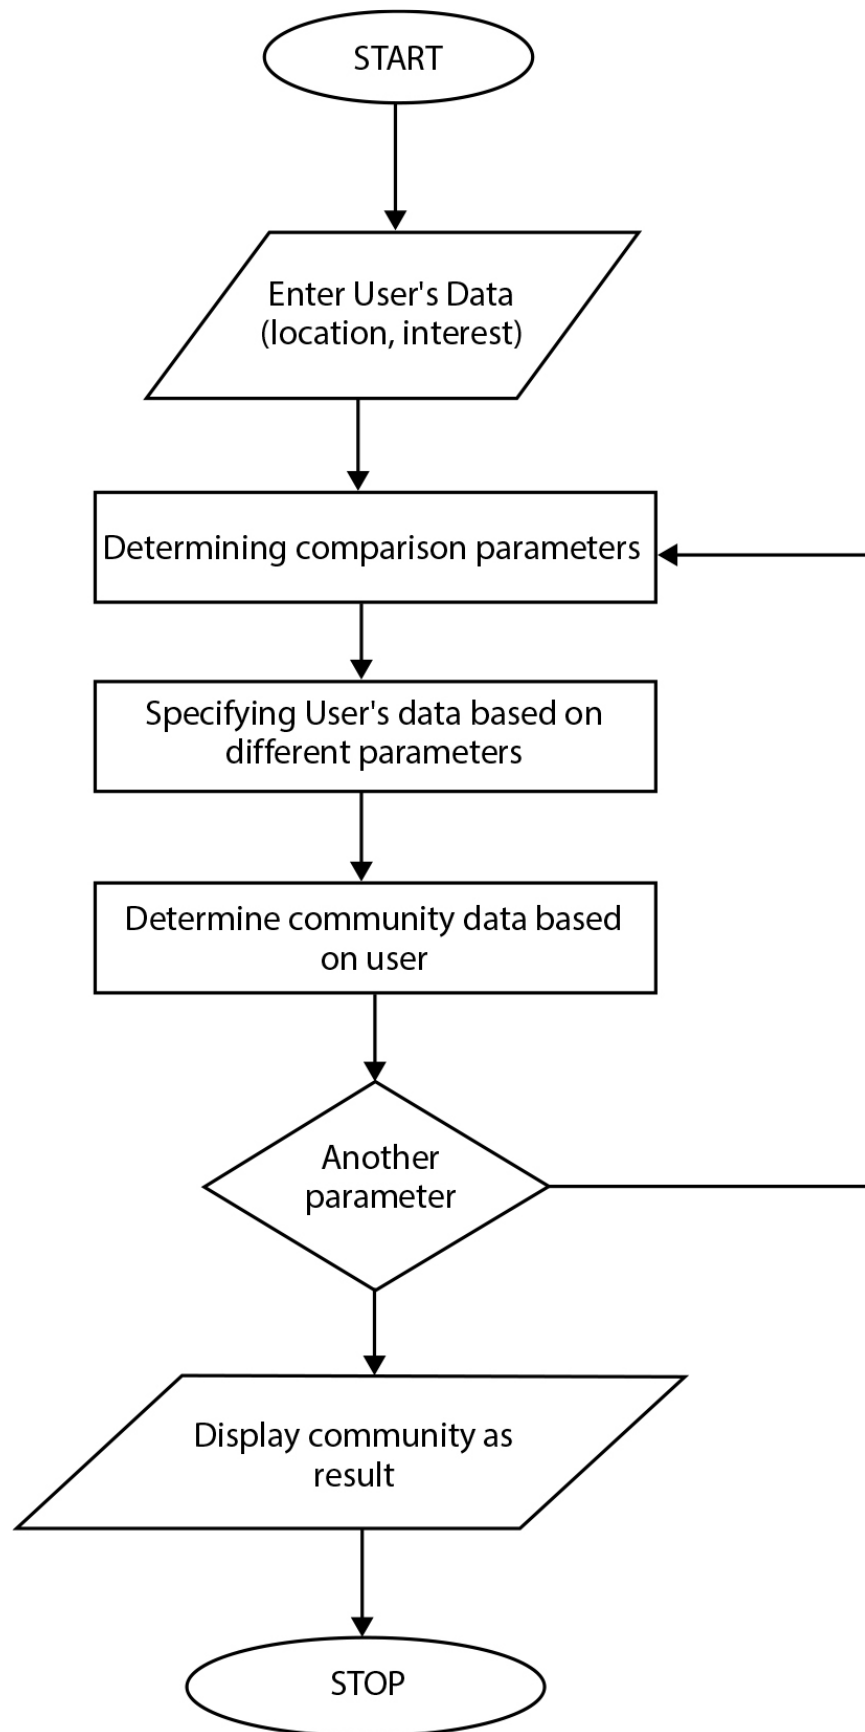 START
Enter User's Data
(location, interest)
Determining comparison parameters
Specifying User's data based on
different parameters
Determine community data based
on user
Another
parameter
Display community as
result
STOP